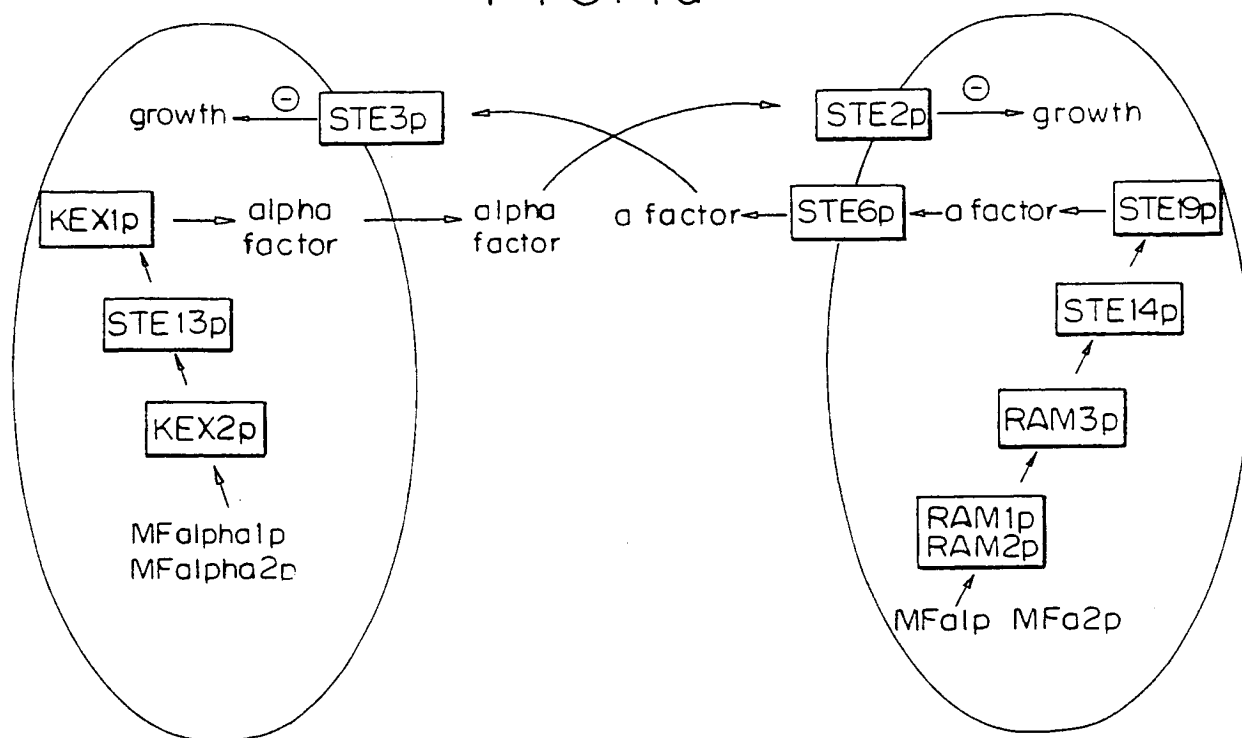 growth
⊖
STE3p
STE2p
⊖
growth
KEX1p
alpha
factor
alpha
factor
a factor
STE6p
a factor
STE19p
STE13p
STE14p
KEX2p
RAM3p
MFalpha1p
MFalpha2p
RAM1p
RAM2p
MFa1p MFa2p